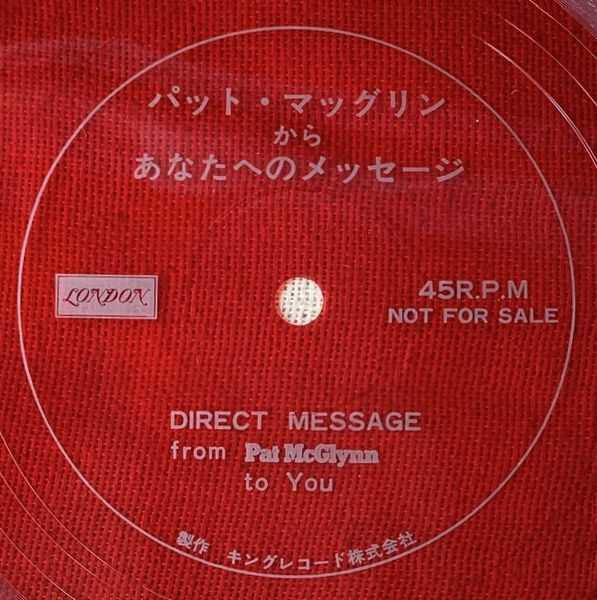 パット・マッグリン
から
あなたへのメッセージ
LONDON
45R.P.M
NOT FOR SALE
DIRECT MESSAGE
from Pat McGlynn
to You
製作 キングレコード株式会社